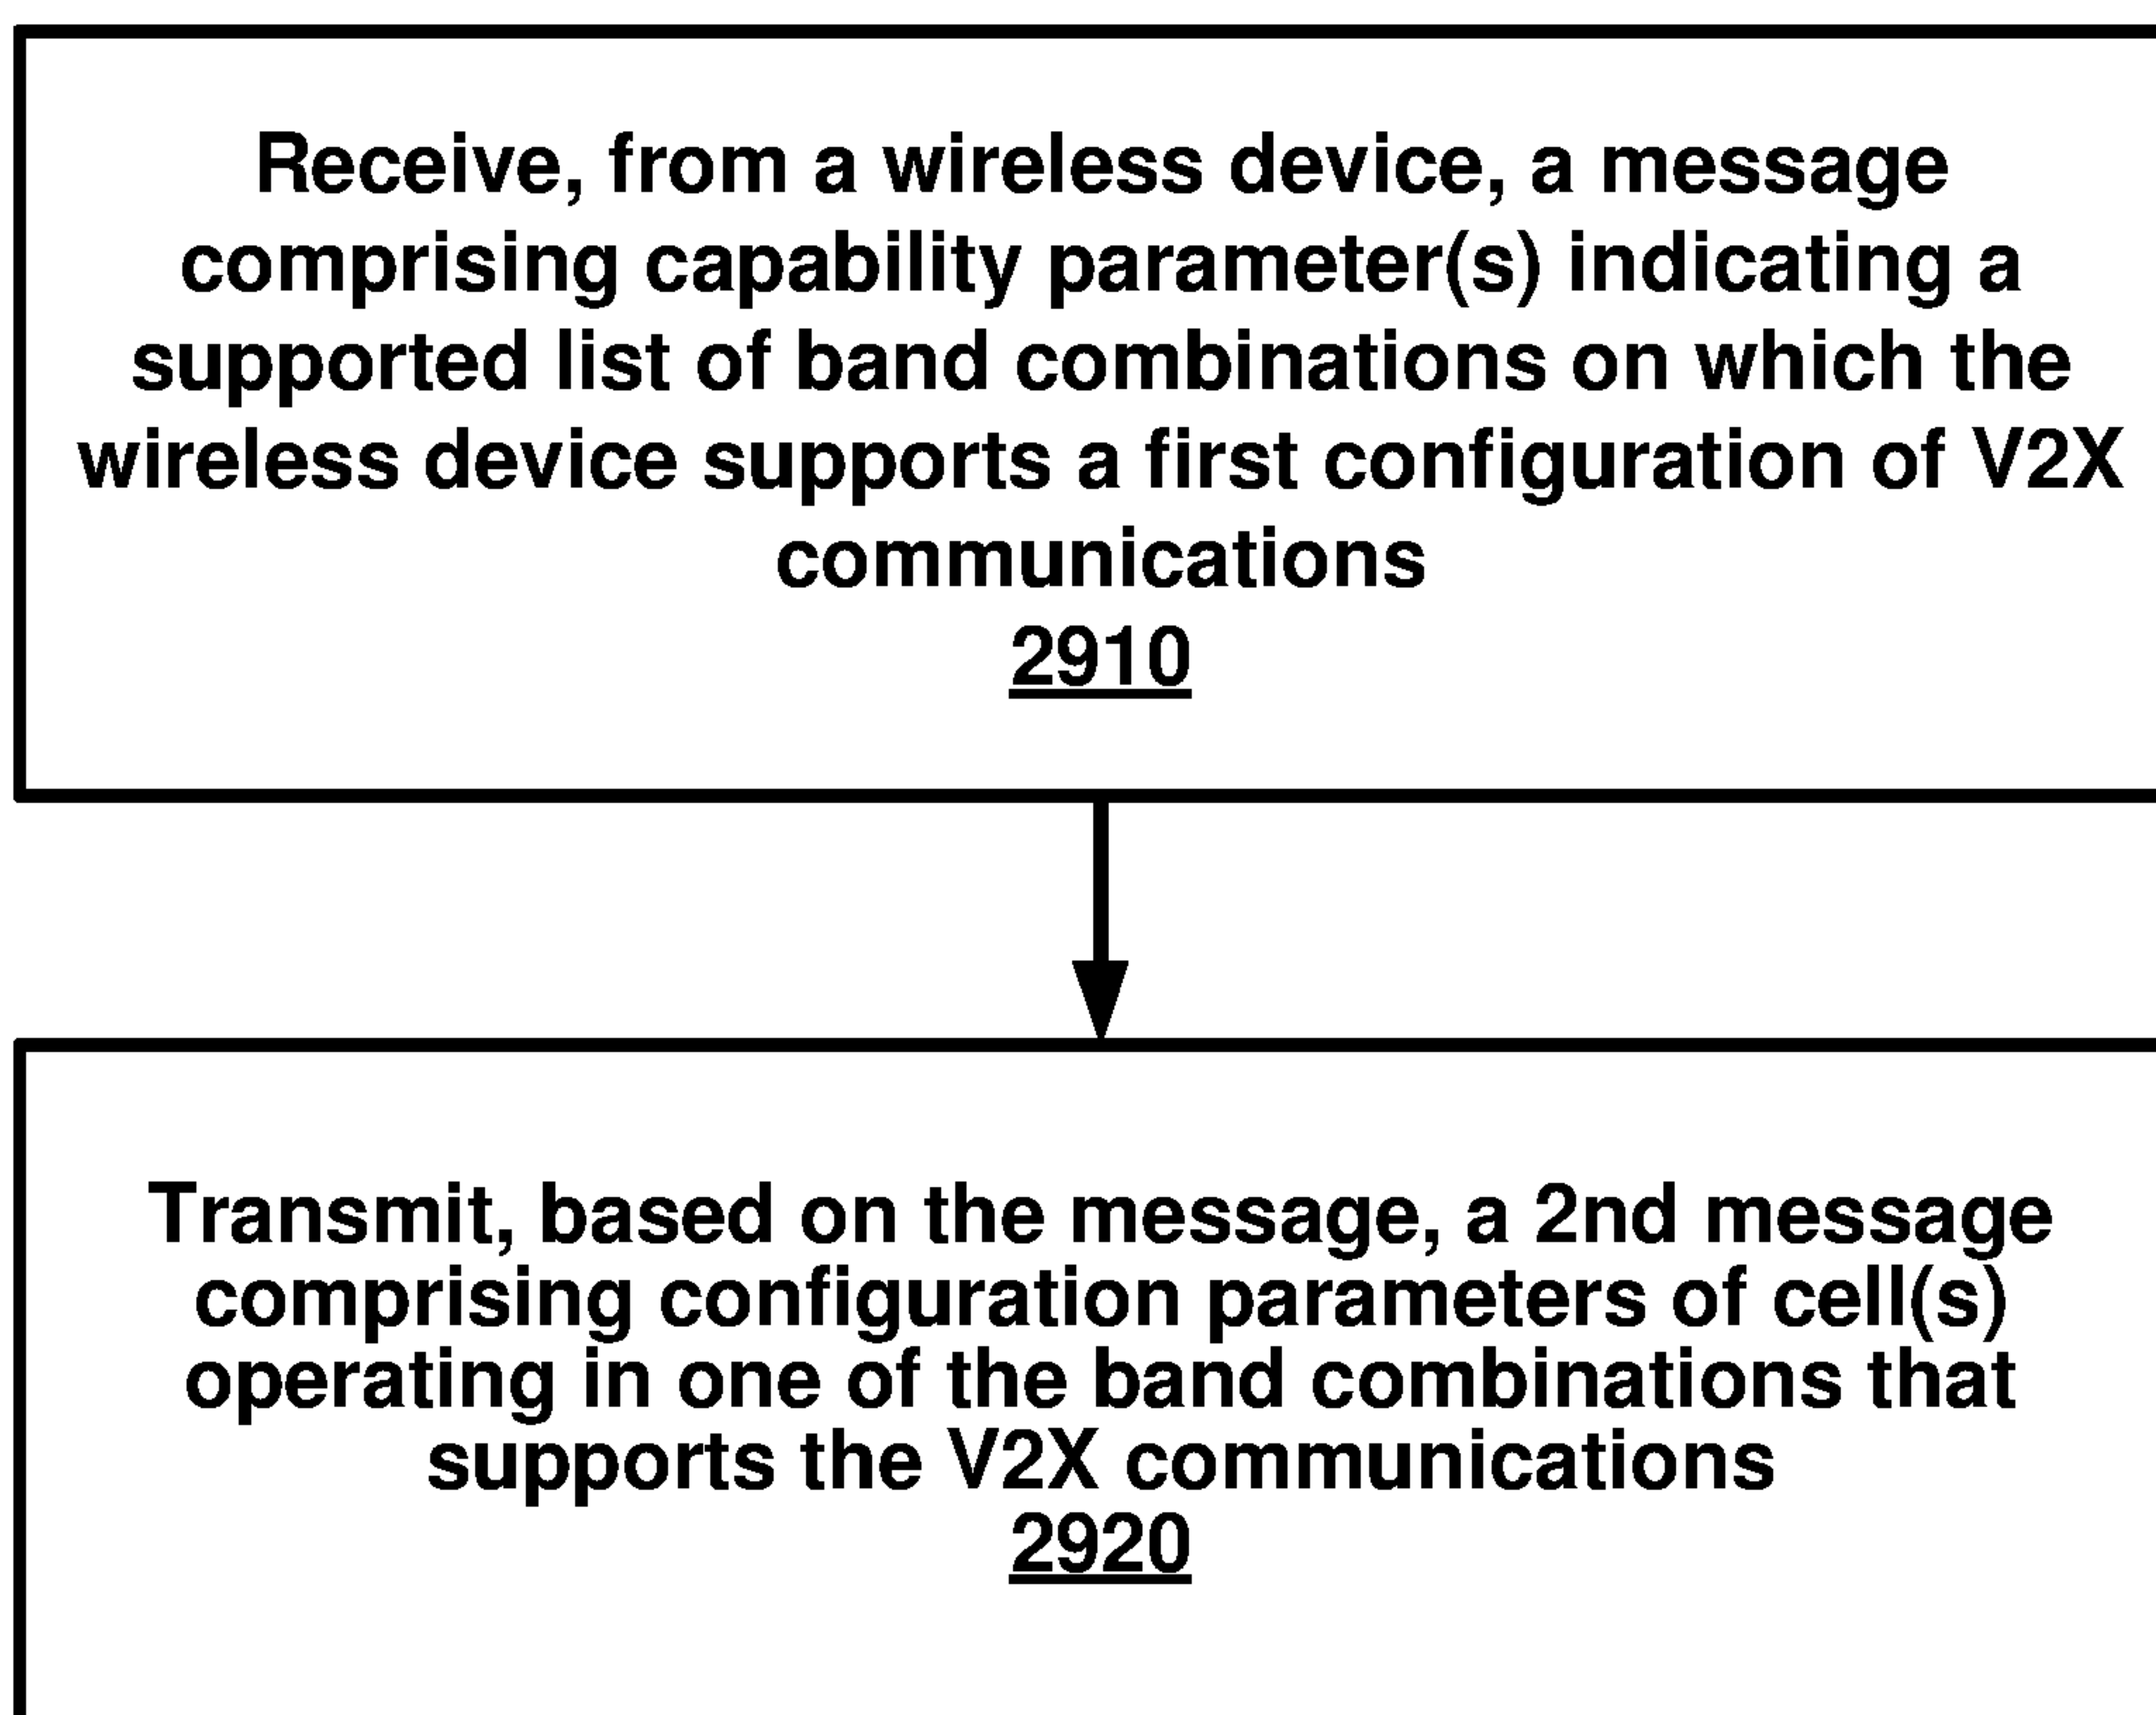 Receive, from a wireless device, a message
comprising capability parameter(s) indicating a
supported list of band combinations on which the
wireless device supports a first configuration of V2X
communications
2910
Transmit, based on the message, a 2nd message
comprising configuration parameters of cell(s)
operating in one of the band combinations that
supports the V2X communications
2920